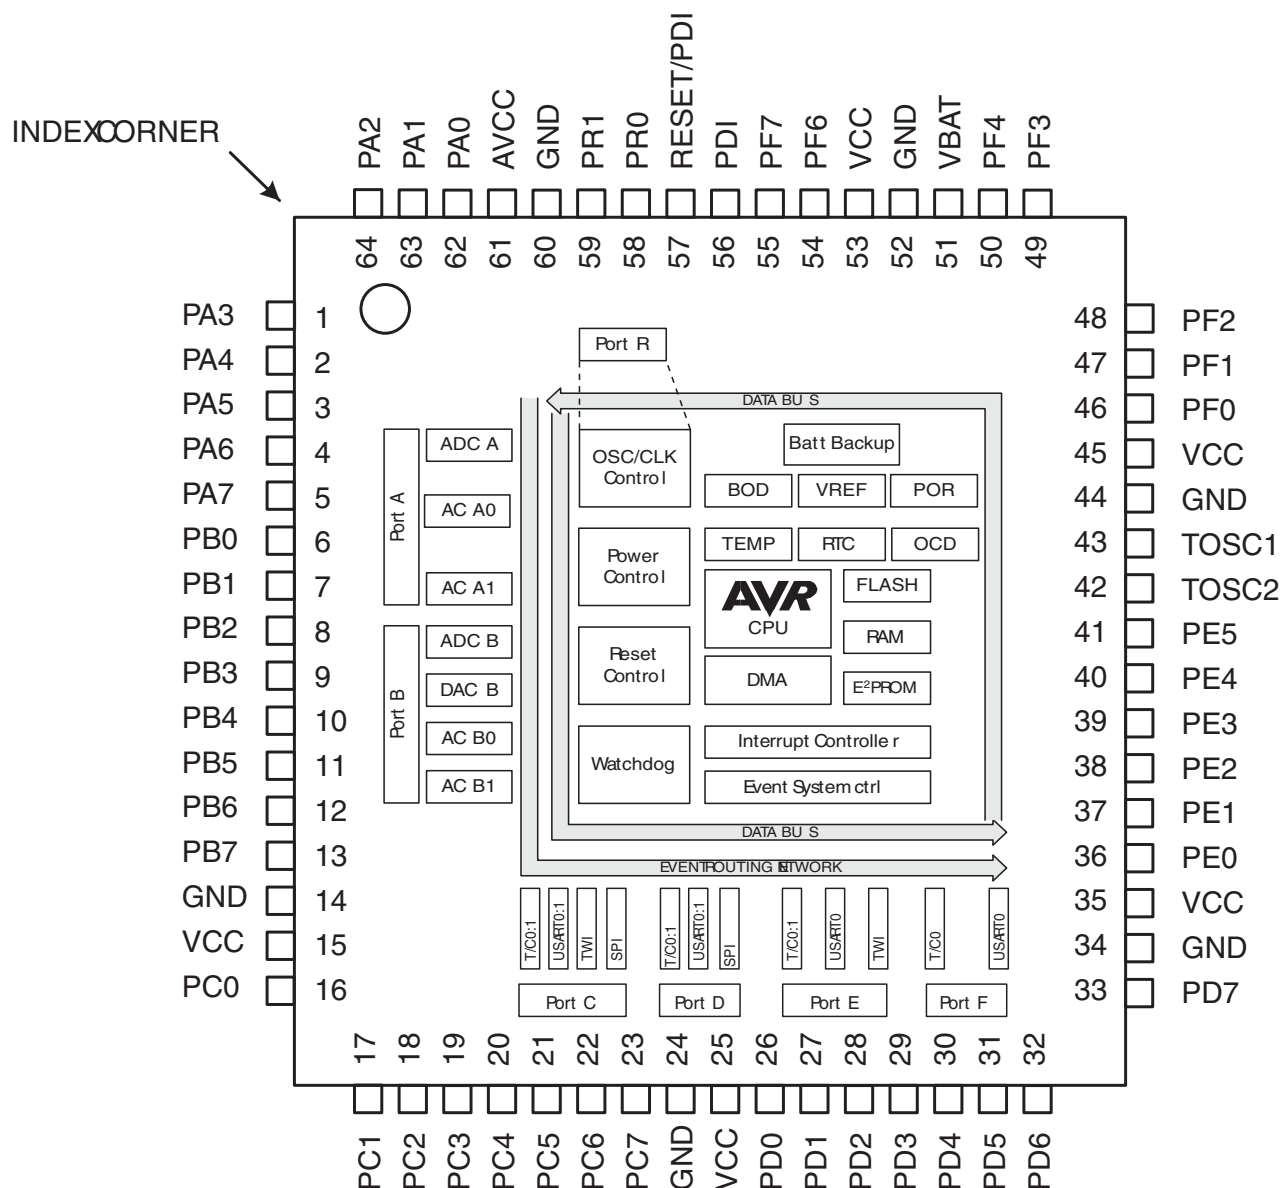 INDEX CORNER
PA2
PA1
PA0
AVCC
GND
PR1
PR0
RESET/PDI
PDI
PF7
PF6
VCC
GND
VBAT
PF4
PF3
64
63
62
61
60
59
58
57
56
55
54
53
52
51
50
49
PA3 1
PA4 2
PA5 3
PA6 4
PA7 5
PB0 6
PB1 7
PB2 8
PB3 9
PB4 10
PB5 11
PB6 12
PB7 13
GND 14
VCC 15
PC0 16
48 PF2
47 PF1
46 PF0
45 VCC
44 GND
43 TOSC1
42 TOSC2
41 PE5
40 PE4
39 PE3
38 PE2
37 PE1
36 PE0
35 VCC
34 GND
33 PD7
Port R
DATA BUS
Port A
ADC A
AC A0
AC A1
Port B
ADC B
DAC B
AC B0
AC B1
OSC/CLK
Control
Power
Control
Reset
Control
Watchdog
Batt Backup
BOD
VREF
POR
TEMP
RTC
OCD
AVR
CPU
FLASH
RAM
DMA
E²PROM
Interrupt Controller
Event System ctrl
DATA BUS
EVENT ROUTING NETWORK
T/C0:1
USART0:1
TWI
SPI
T/C0:1
USART0:1
SPI
T/C0:1
USART0
TWI
T/C0
USART0
Port C
Port D
Port E
Port F
17
18
19
20
21
22
23
24
25
26
27
28
29
30
31
32
PC1
PC2
PC3
PC4
PC5
PC6
PC7
GND
VCC
PD0
PD1
PD2
PD3
PD4
PD5
PD6